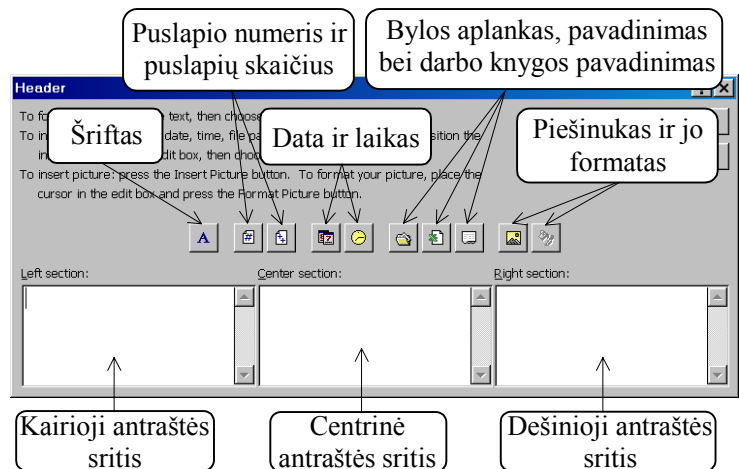 Puslapio numeris ir
puslapių skaičius
Bylos aplankas, pavadinimas
bei darbo knygos pavadinimas
Header
To fo text, then choose
To in date, time, file pa sition the
in edit box, then choo
To insert picture: press the Insert Picture button. To format your picture, place the
cursor in the edit box and press the Format Picture button.
Šriftas
Data ir laikas
Piešinukas ir jo
formatas
A
Left section:
Center section:
Right section:
Kairioji antraštės
sritis
Centrinė
antraštės sritis
Dešinioji antraštės
sritis